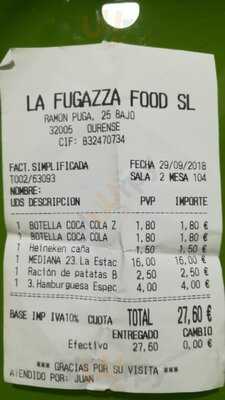 LA FUGAZZA FOOD SL
RAMÓN PUGA, 25 BAJO
32005 OURENSE
CIF: B32470734
FACT.SIMPLIFICADA FECHA 29/09/2018
T002/63093 SALA: 2 MESA 104
NOMBRE:
UDS DESCRIPCION PVP IMPORTE
1 BOTELLA COCA COLA Z 1,80 1,80 €
1 BOTELLA COCA COLA 1,80 1,80 €
1 Heineken caña 1,50 1,50 €
1 MEDIANA 23.La Estac 16,00 16,00 €
1 Ración de patatas B 2,50 2,50 €
1 3.Hamburguesa Espec 4,00 4,00 €
BASE IMP IVA10% CUOTA TOTAL 27,60 €
ENTREGADO CAMBIO
Efectivo 27,60 0,00 €
*** GRACIAS POR SU VISITA ***
ATENDIDO POR: JUAN